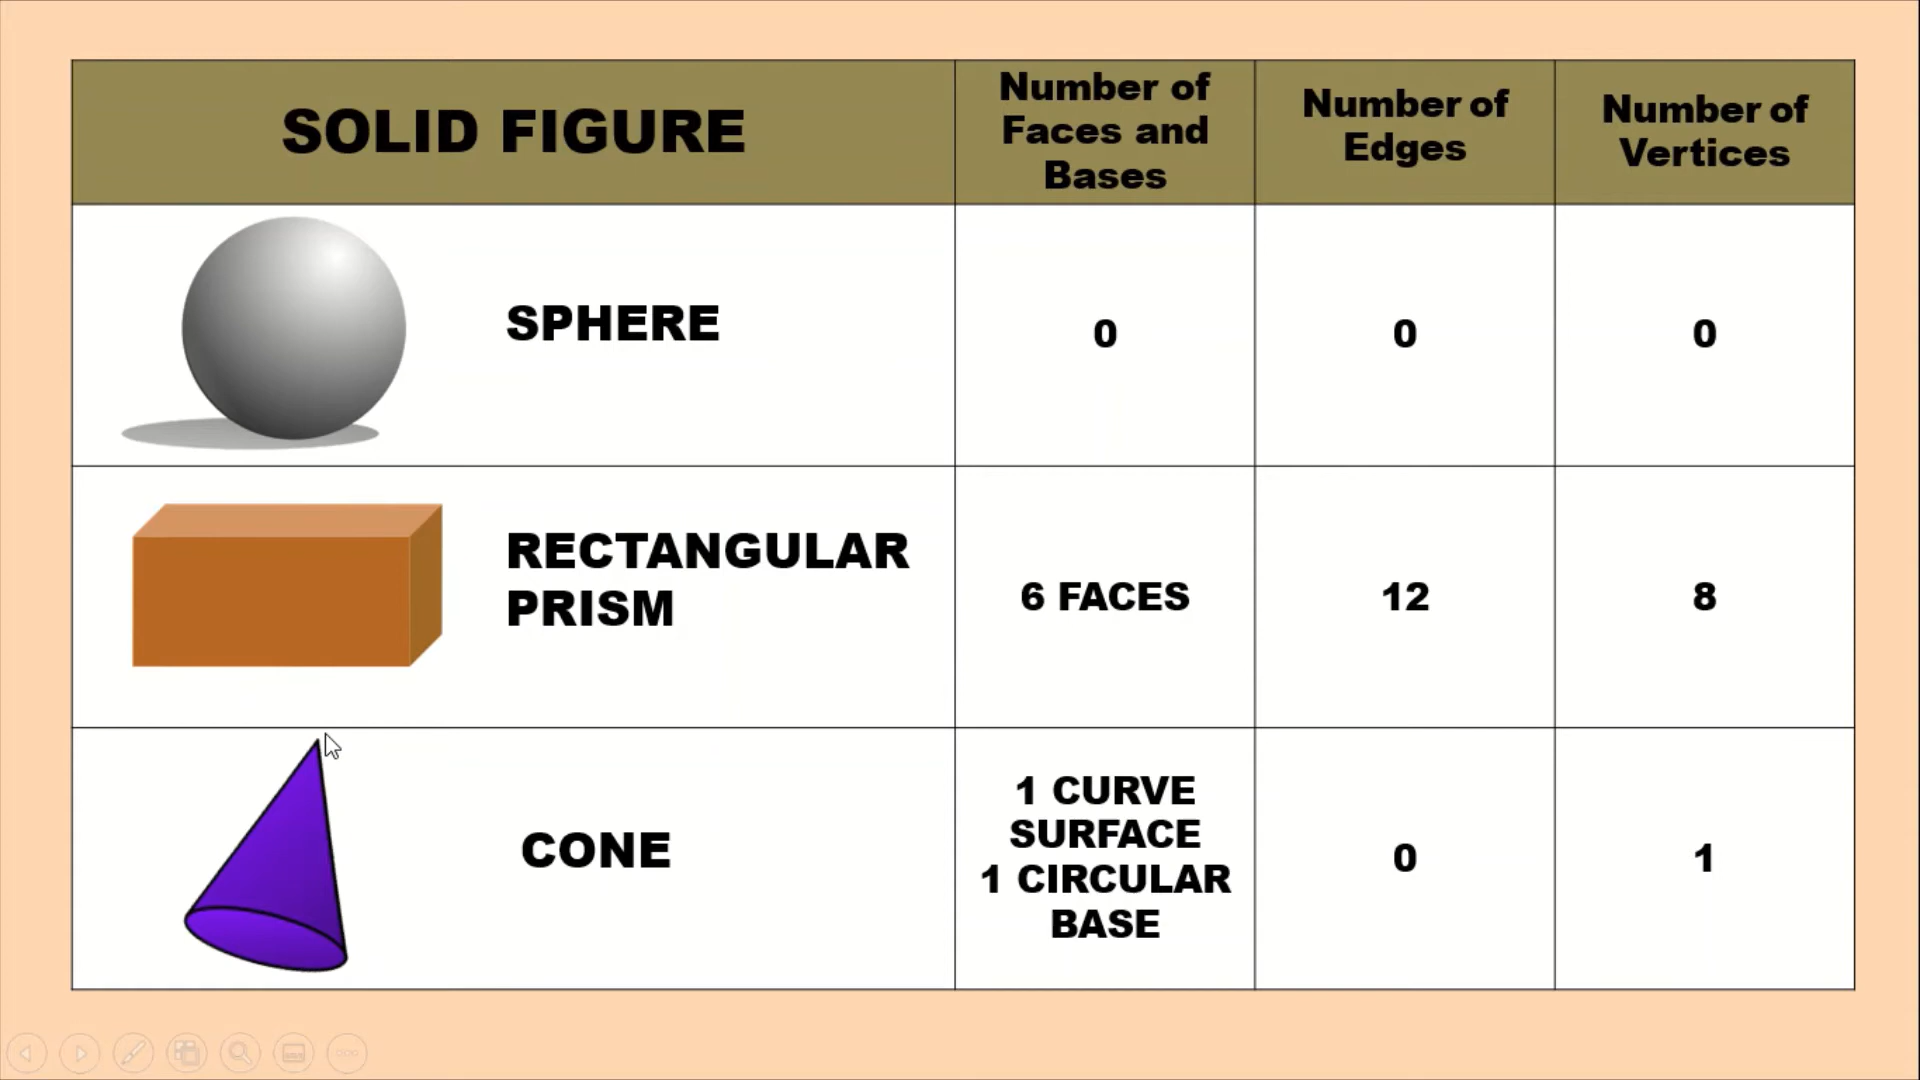 SOLID FIGURE
Number of
Faces and
Bases
Number of
Edges
Number of
Vertices
SPHERE
0
0
0
RECTANGULAR
PRISM
6 FACES
12
8
CONE
1 CURVE
SURFACE
1 CIRCULAR
BASE
0
1